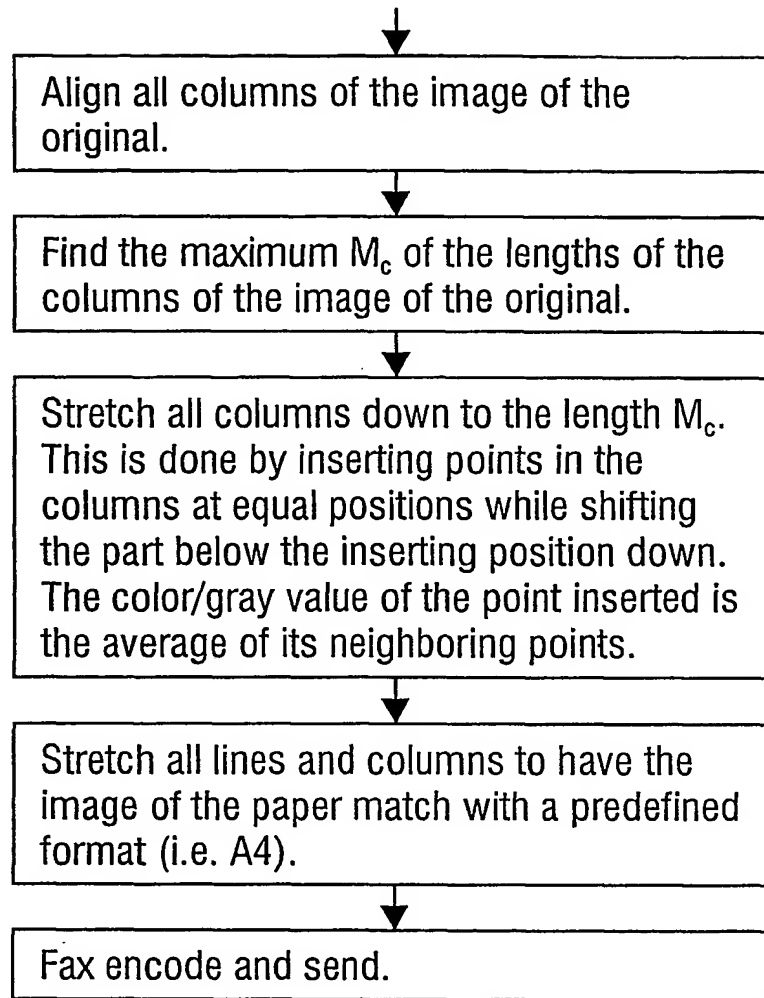 Align all columns of the image of the
original.
Find the maximum Mc of the lengths of the
columns of the image of the original.
Stretch all columns down to the length Mc.
This is done by inserting points in the
columns at equal positions while shifting
the part below the inserting position down.
The color/gray value of the point inserted is
the average of its neighboring points.
Stretch all lines and columns to have the
image of the paper match with a predefined
format (i.e. A4).
Fax encode and send.